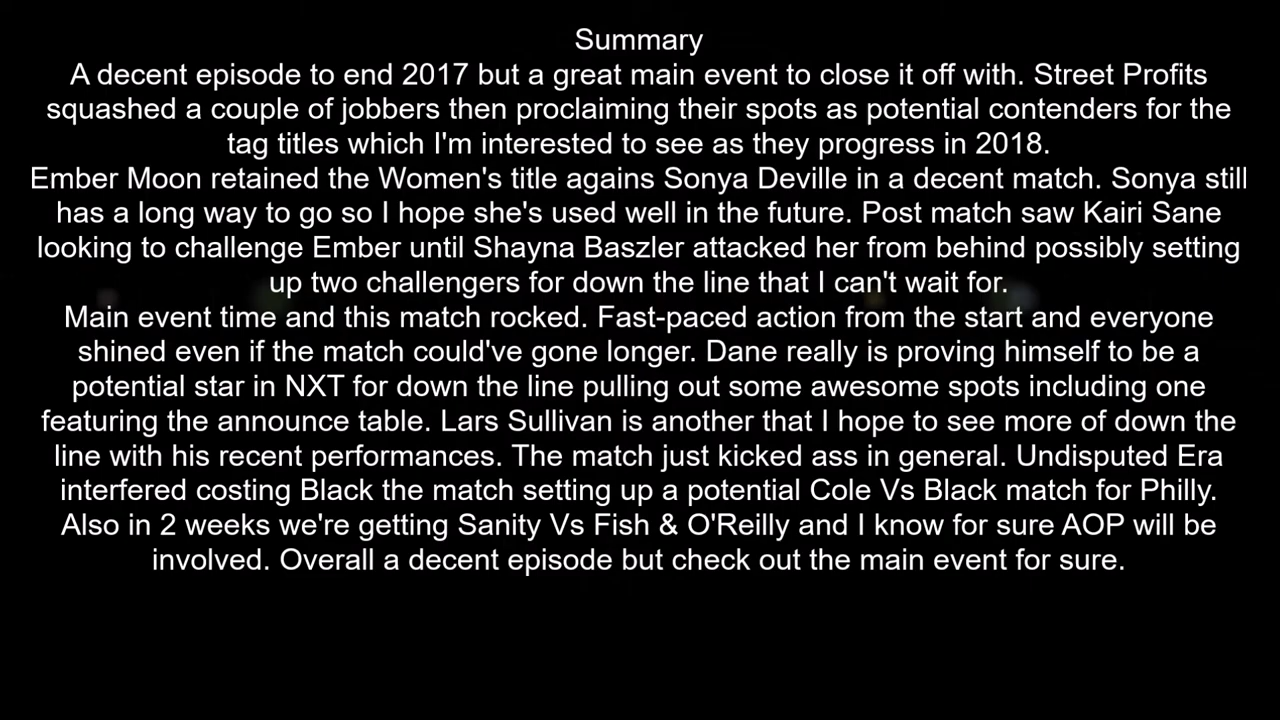 Summary
A decent episode to end 2017 but a great main event to close it off with. Street Profits
squashed a couple of jobbers then proclaiming their spots as potential contenders for the
tag titles which I'm interested to see as they progress in 2018.
Ember Moon retained the Women's title agains Sonya Deville in a decent match. Sonya still
has a long way to go so I hope she's used well in the future. Post match saw Kairi Sane
looking to challenge Ember until Shayna Baszler attacked her from behind possibly setting
up two challengers for down the line that I can't wait for.
Main event time and this match rocked. Fast-paced action from the start and everyone
shined even if the match could've gone longer. Dane really is proving himself to be a
potential star in NXT for down the line pulling out some awesome spots including one
featuring the announce table. Lars Sullivan is another that I hope to see more of down the
line with his recent performances. The match just kicked ass in general. Undisputed Era
interfered costing Black the match setting up a potential Cole Vs Black match for Philly.
Also in 2 weeks we're getting Sanity Vs Fish & O'Reilly and I know for sure AOP will be
involved. Overall a decent episode but check out the main event for sure.